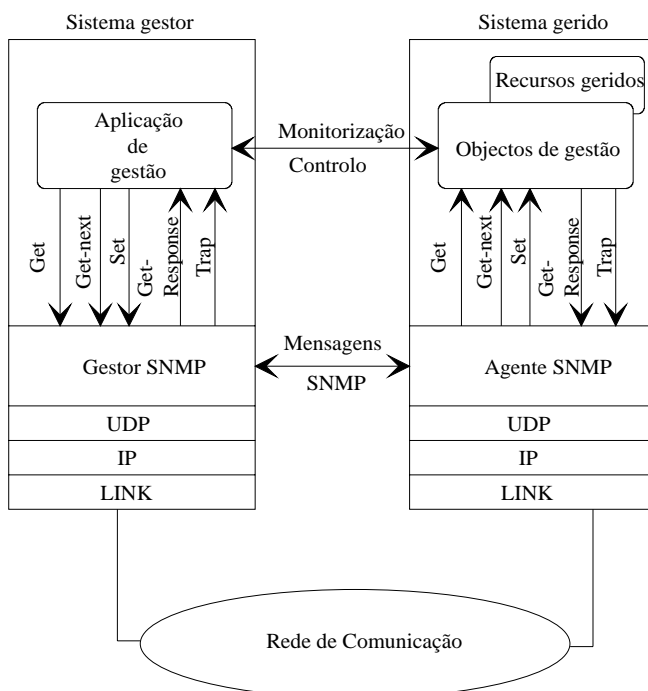 Sistema gestor
Sistema gerido
Recursos geridos
Aplicação
de
gestão
Monitorização
Controlo
Objectos de gestão
Get
Get-next
Set
Get-
Response
Trap
Get
Get-next
Set
Get-
Response
Trap
Gestor SNMP
Mensagens
SNMP
Agente SNMP
UDP
UDP
IP
IP
LINK
LINK
Rede de Comunicação